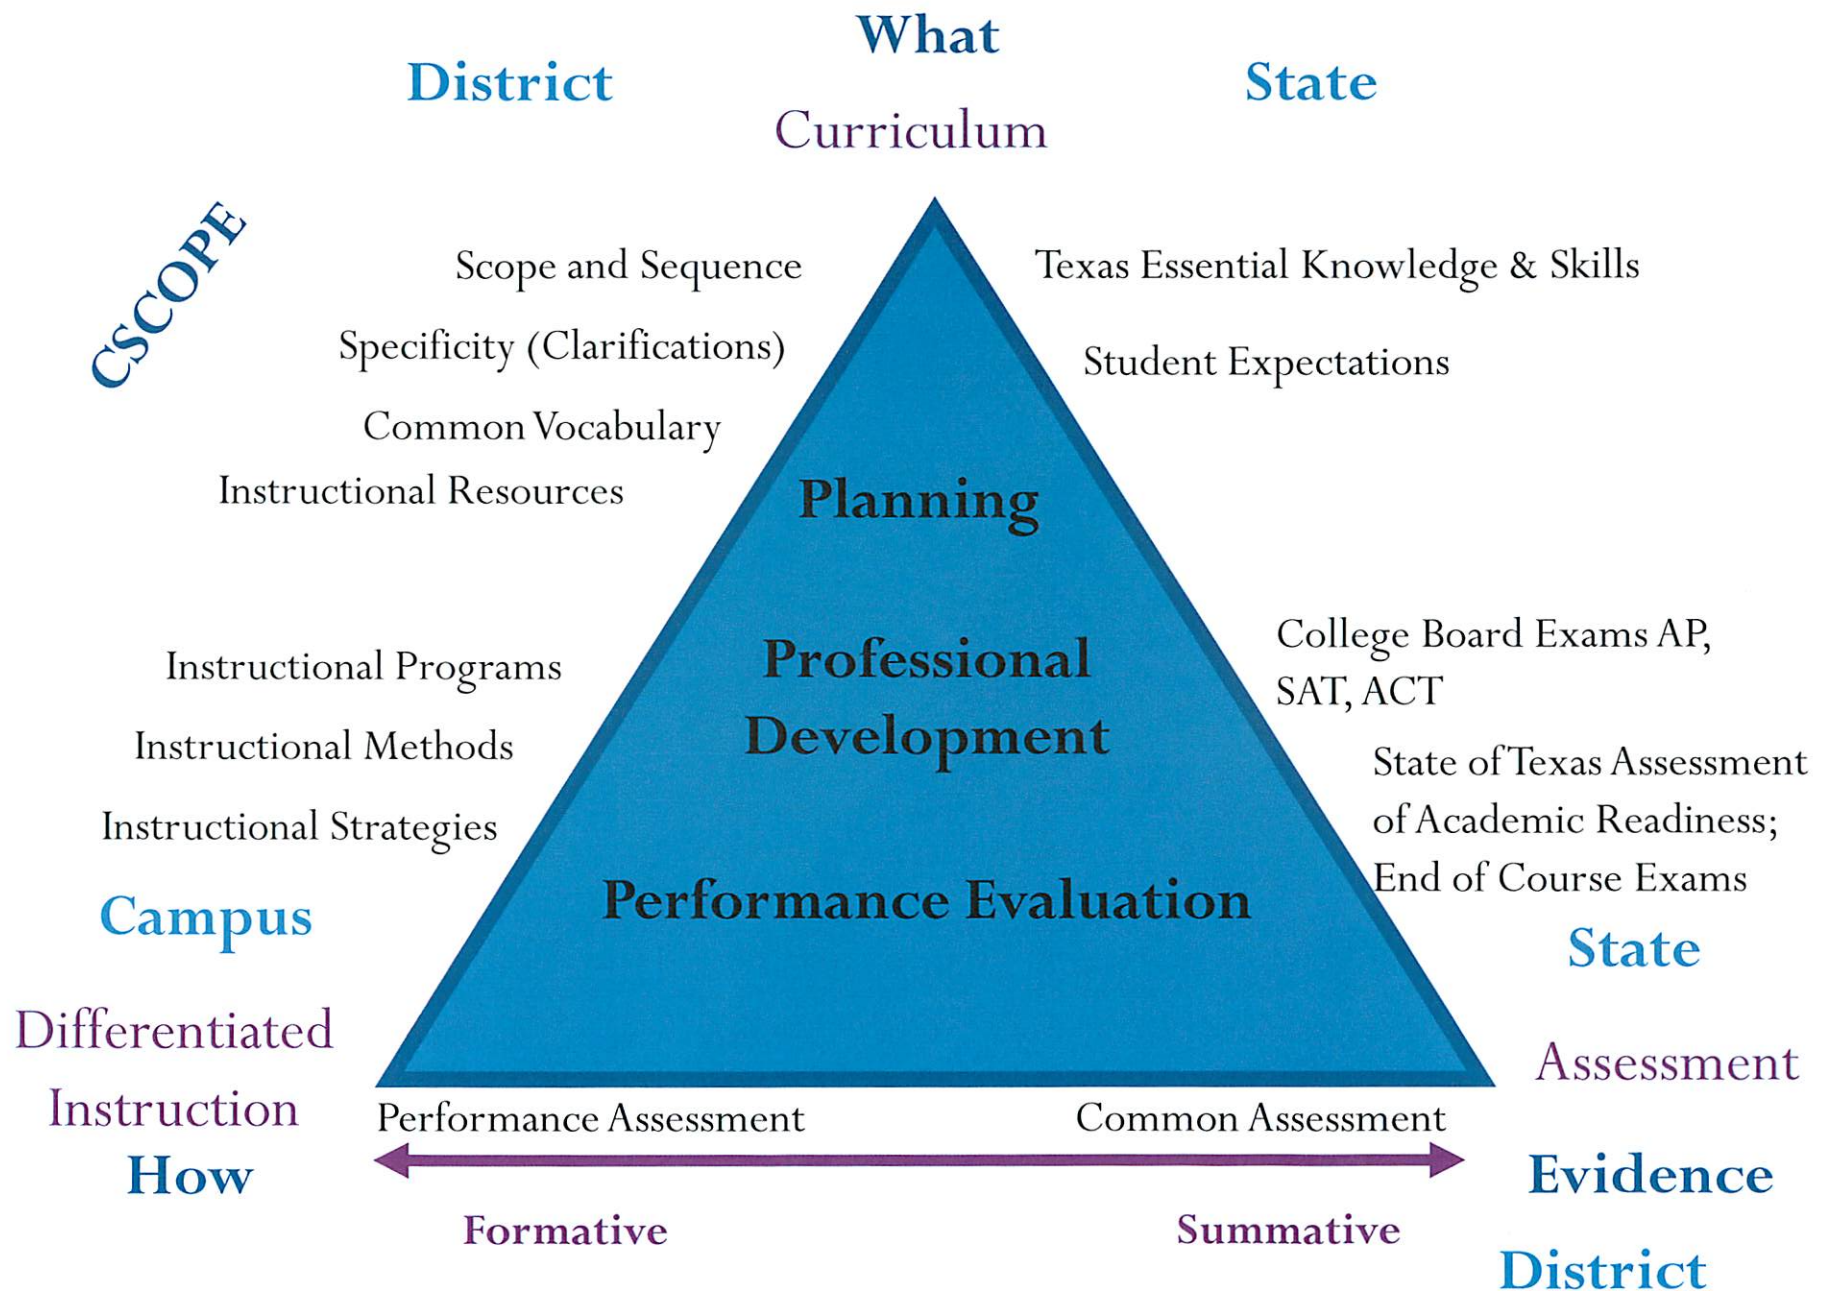 What
District
State
Curriculum
CSCOPE
Scope and Sequence
Texas Essential Knowledge & Skills
Specificity (Clarifications)
Student Expectations
Common Vocabulary
Instructional Resources
Planning
Professional
Development
Performance Evaluation
Instructional Programs
Instructional Methods
Instructional Strategies
College Board Exams AP,
SAT, ACT
State of Texas Assessment
of Academic Readiness;
End of Course Exams
Campus
State
Differentiated
Instruction
How
Assessment
Evidence
District
Performance Assessment
Common Assessment
Formative
Summative